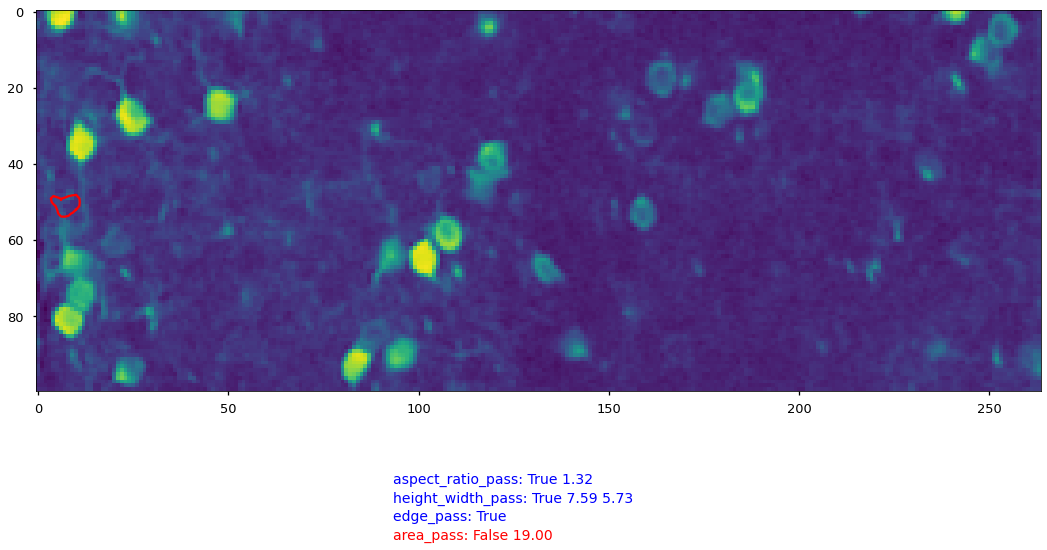 0
20
40
60
80
0 50 100 150 200 250
aspect_ratio_pass: True 1.32
height_width_pass: True 7.59 5.73
edge_pass: True
area_pass: False 19.00